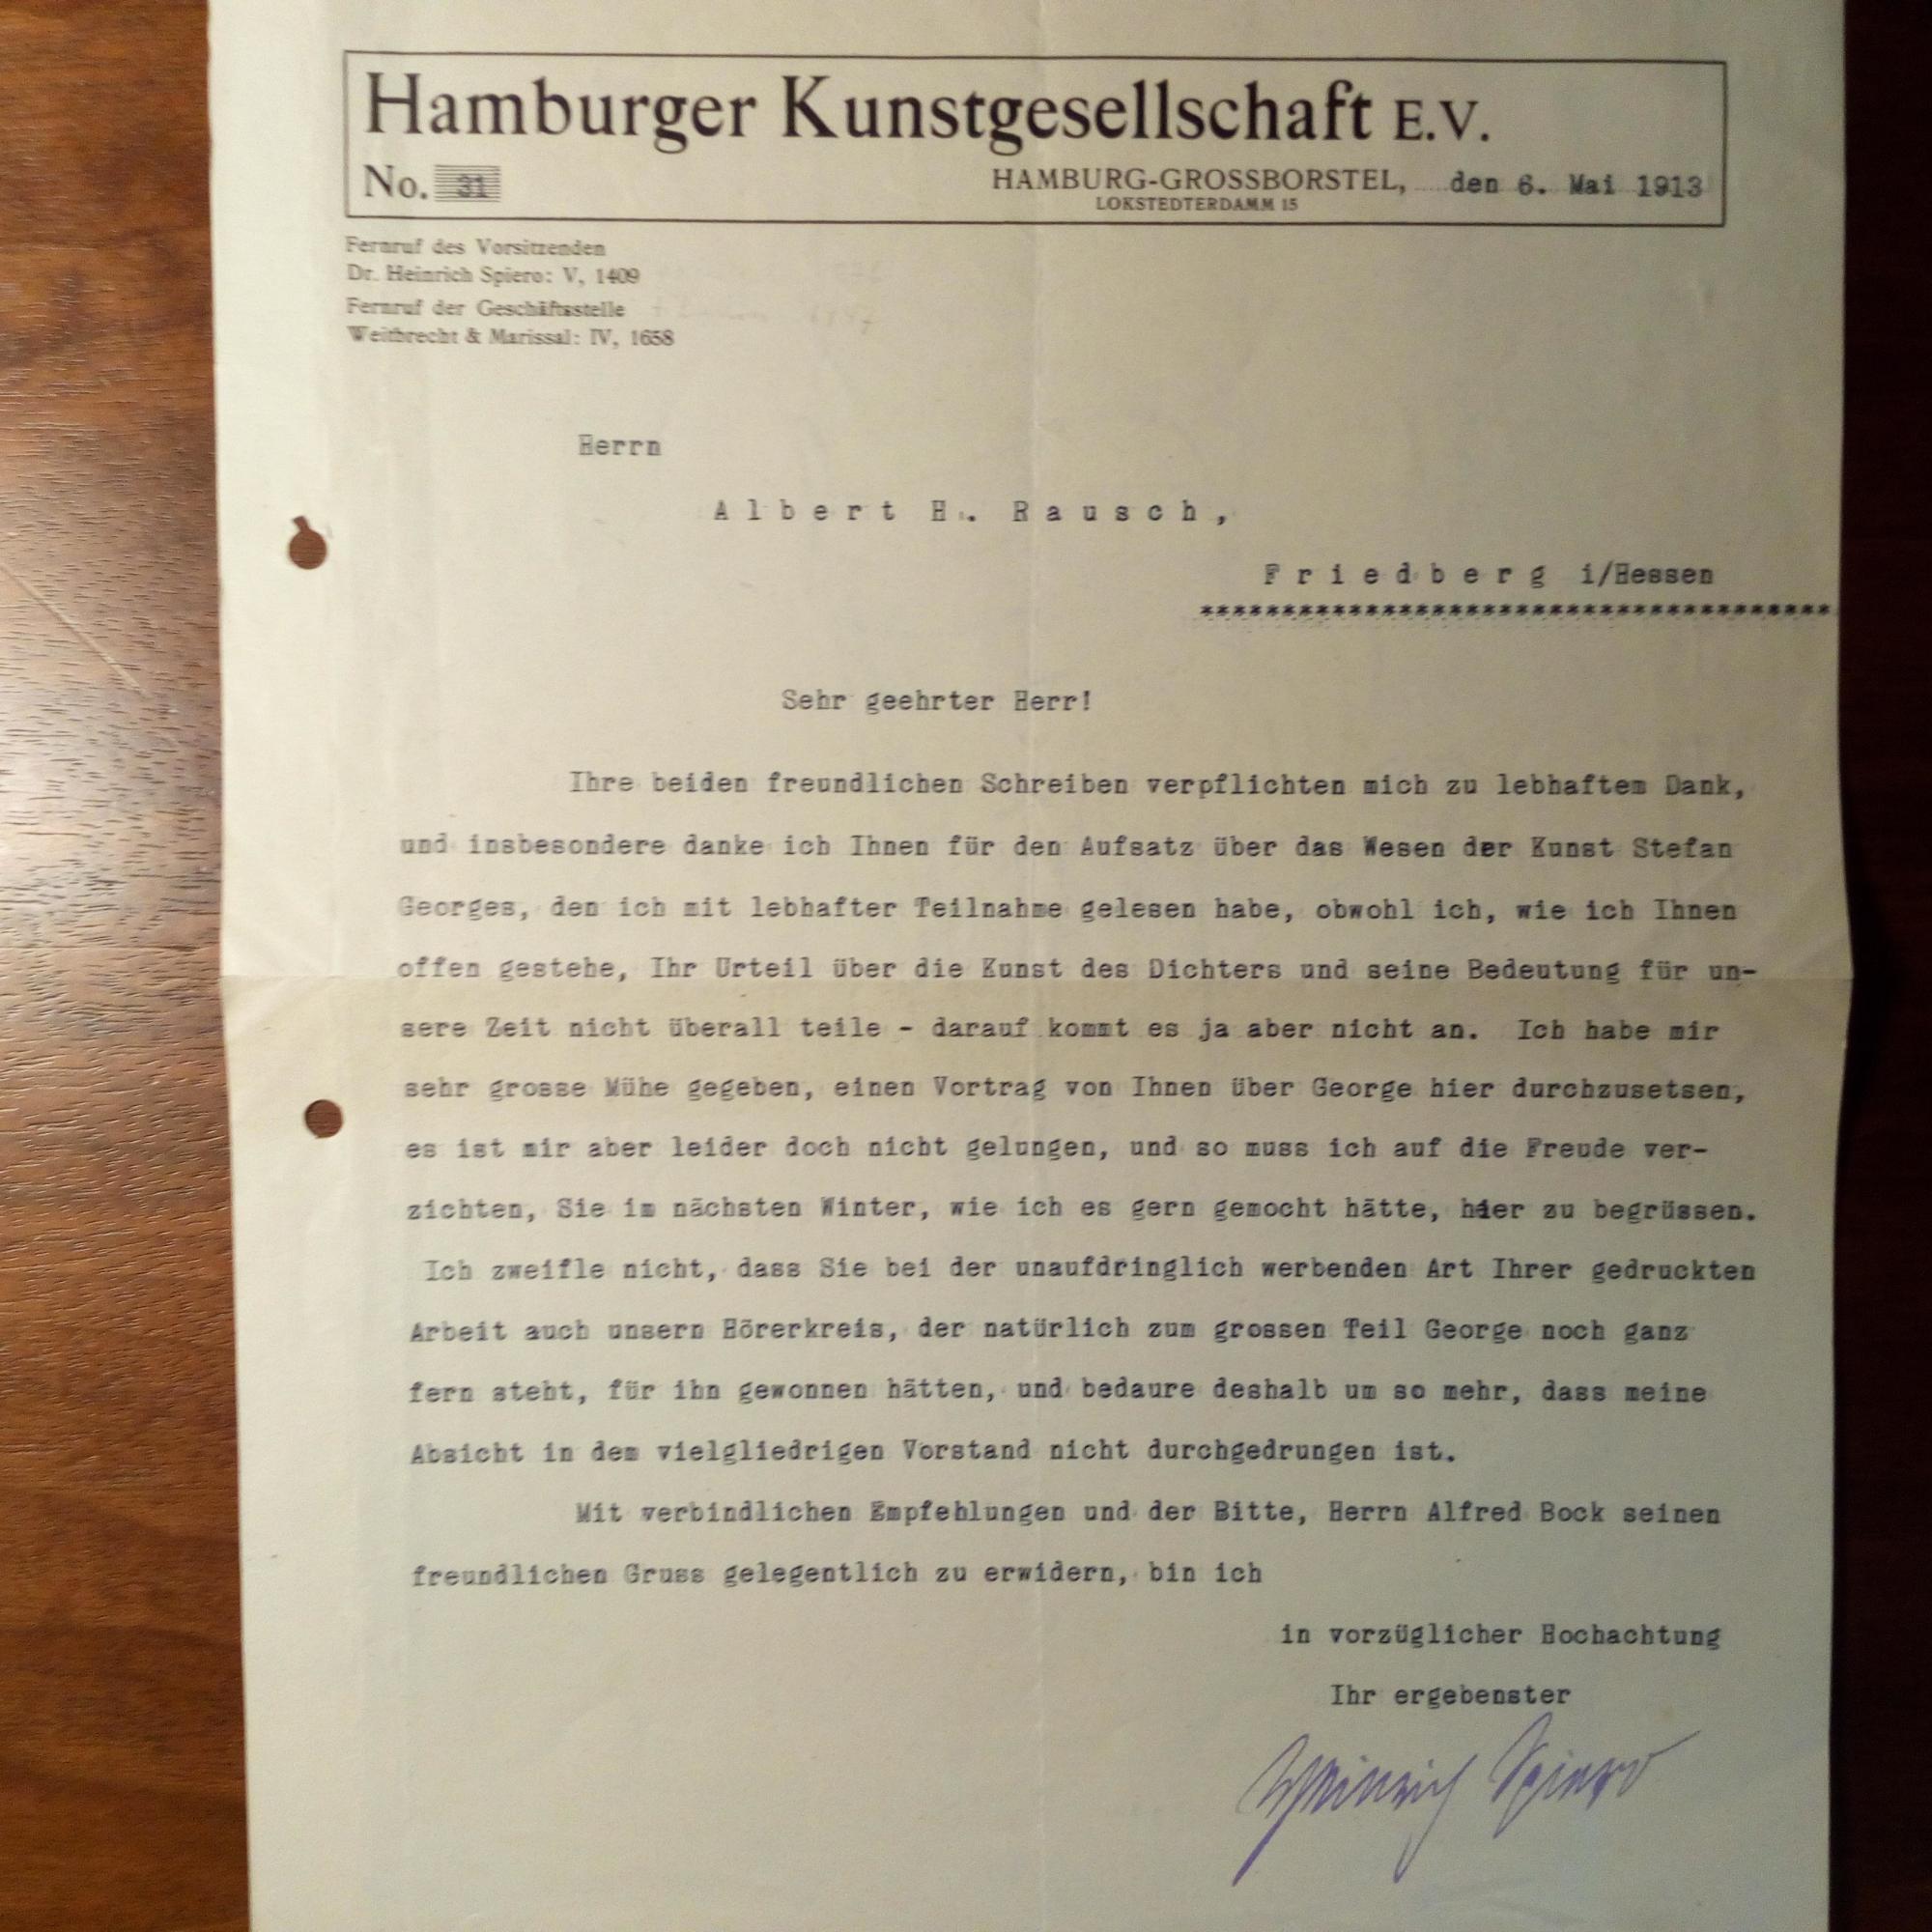 Hamburger Kunstgesellschaft E.V.
No. 31
HAMBURG-GROSSBORSTEL, den 6. Mai 1913
LOKSTEDTERDAMM 15
Fernruf des Vorsitzenden
Dr. Heinrich Spiero: V, 1409
Fernruf der Geschäftsstelle
Weitbrecht & Marissal: IV, 1658
Herrn
Albert H. Rausch,
Friedberg i/Hessen
***************************************
Sehr geehrter Herr!
Ihre beiden freundlichen Schreiben verpflichten mich zu lebhaftem Dank,
und insbesondere danke ich Ihnen für den Aufsatz über das Wesen der Kunst Stefan
Georges, den ich mit lebhafter Teilnahme gelesen habe, obwohl ich, wie ich Ihnen
offen gestehe, Ihr Urteil über die Kunst des Dichters und seine Bedeutung für un-
sere Zeit nicht überall teile - darauf kommt es ja aber nicht an. Ich habe mir
sehr grosse Mühe gegeben, einen Vortrag von Ihnen über George hier durchzusetsen,
es ist mir aber leider doch nicht gelungen, und so muss ich auf die Freude ver-
zichten, Sie im nächsten Winter, wie ich es gern gemocht hätte, hier zu begrüssen.
Ich zweifle nicht, dass Sie bei der unaufdringlich werbenden Art Ihrer gedruckten
Arbeit auch unsern Hörerkreis, der natürlich zum grossen Teil George noch ganz
fern steht, für ihn gewonnen hätten, und bedaure deshalb um so mehr, dass meine
Absicht in dem vielgliedrigen Vorstand nicht durchgedrungen ist.
Mit verbindlichen Empfehlungen und der Bitte, Herrn Alfred Bock seinen
freundlichen Gruss gelegentlich zu erwidern, bin ich
in vorzüglicher Hochachtung
Ihr ergebenster
Heinrich Spiero